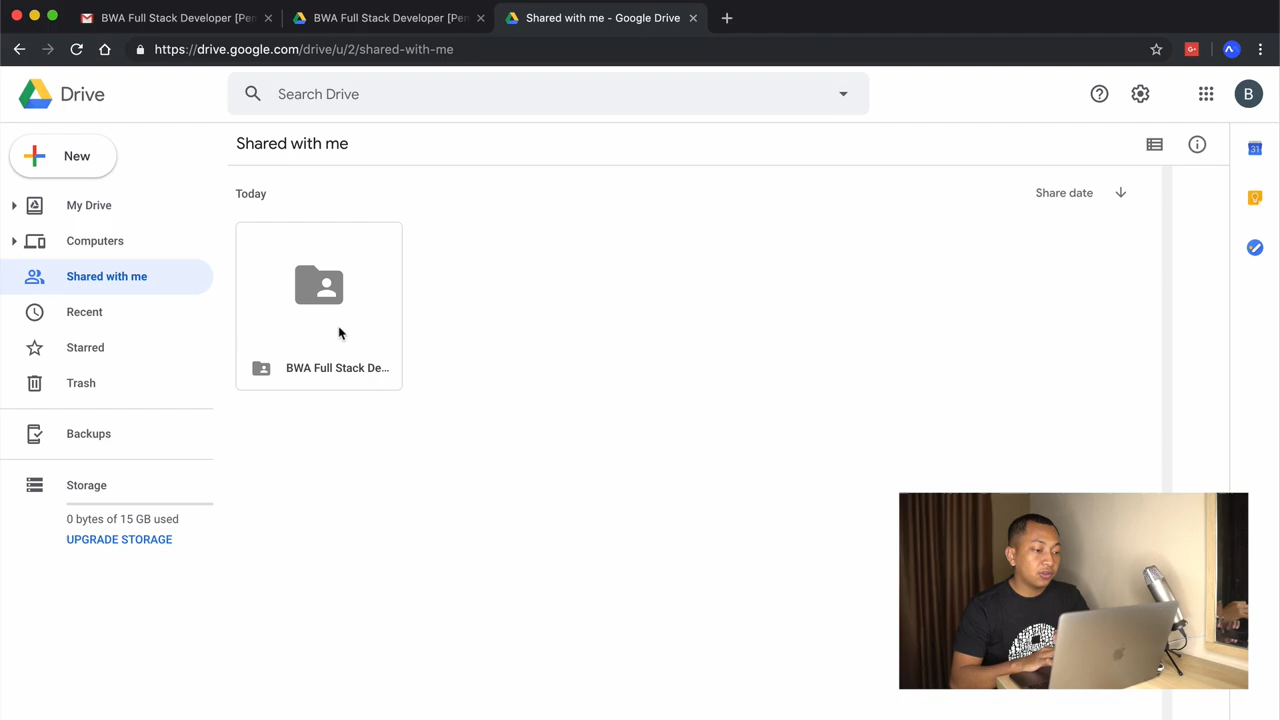 BWA Full Stack Developer [Pen
BWA Full Stack Developer [Pen
Shared with me - Google Drive
https://drive.google.com/drive/u/2/shared-with-me
G+
Drive
Search Drive
B
New
Shared with me
31
Today
Share date
My Drive
Computers
Shared with me
Recent
Starred
Trash
BWA Full Stack De...
Backups
Storage
0 bytes of 15 GB used
UPGRADE STORAGE